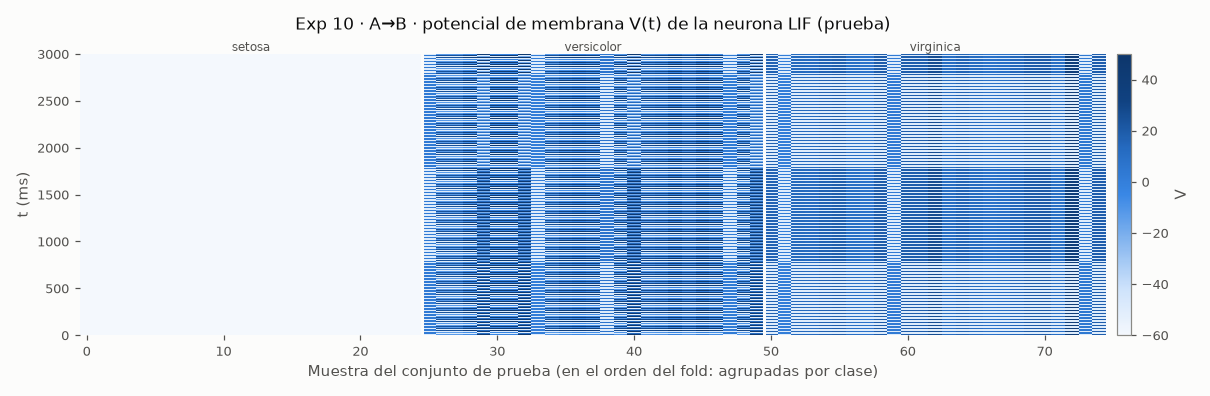 Exp 10 · A→B · potencial de membrana V(t) de la neurona LIF (prueba)
setosa versicolor virginica
3000
2500
2000
1500
1000
500
0
t (ms)
0 10 20 30 40 50 60 70
Muestra del conjunto de prueba (en el orden del fold: agrupadas por clase)
40
20
0
−20
−40
−60
V